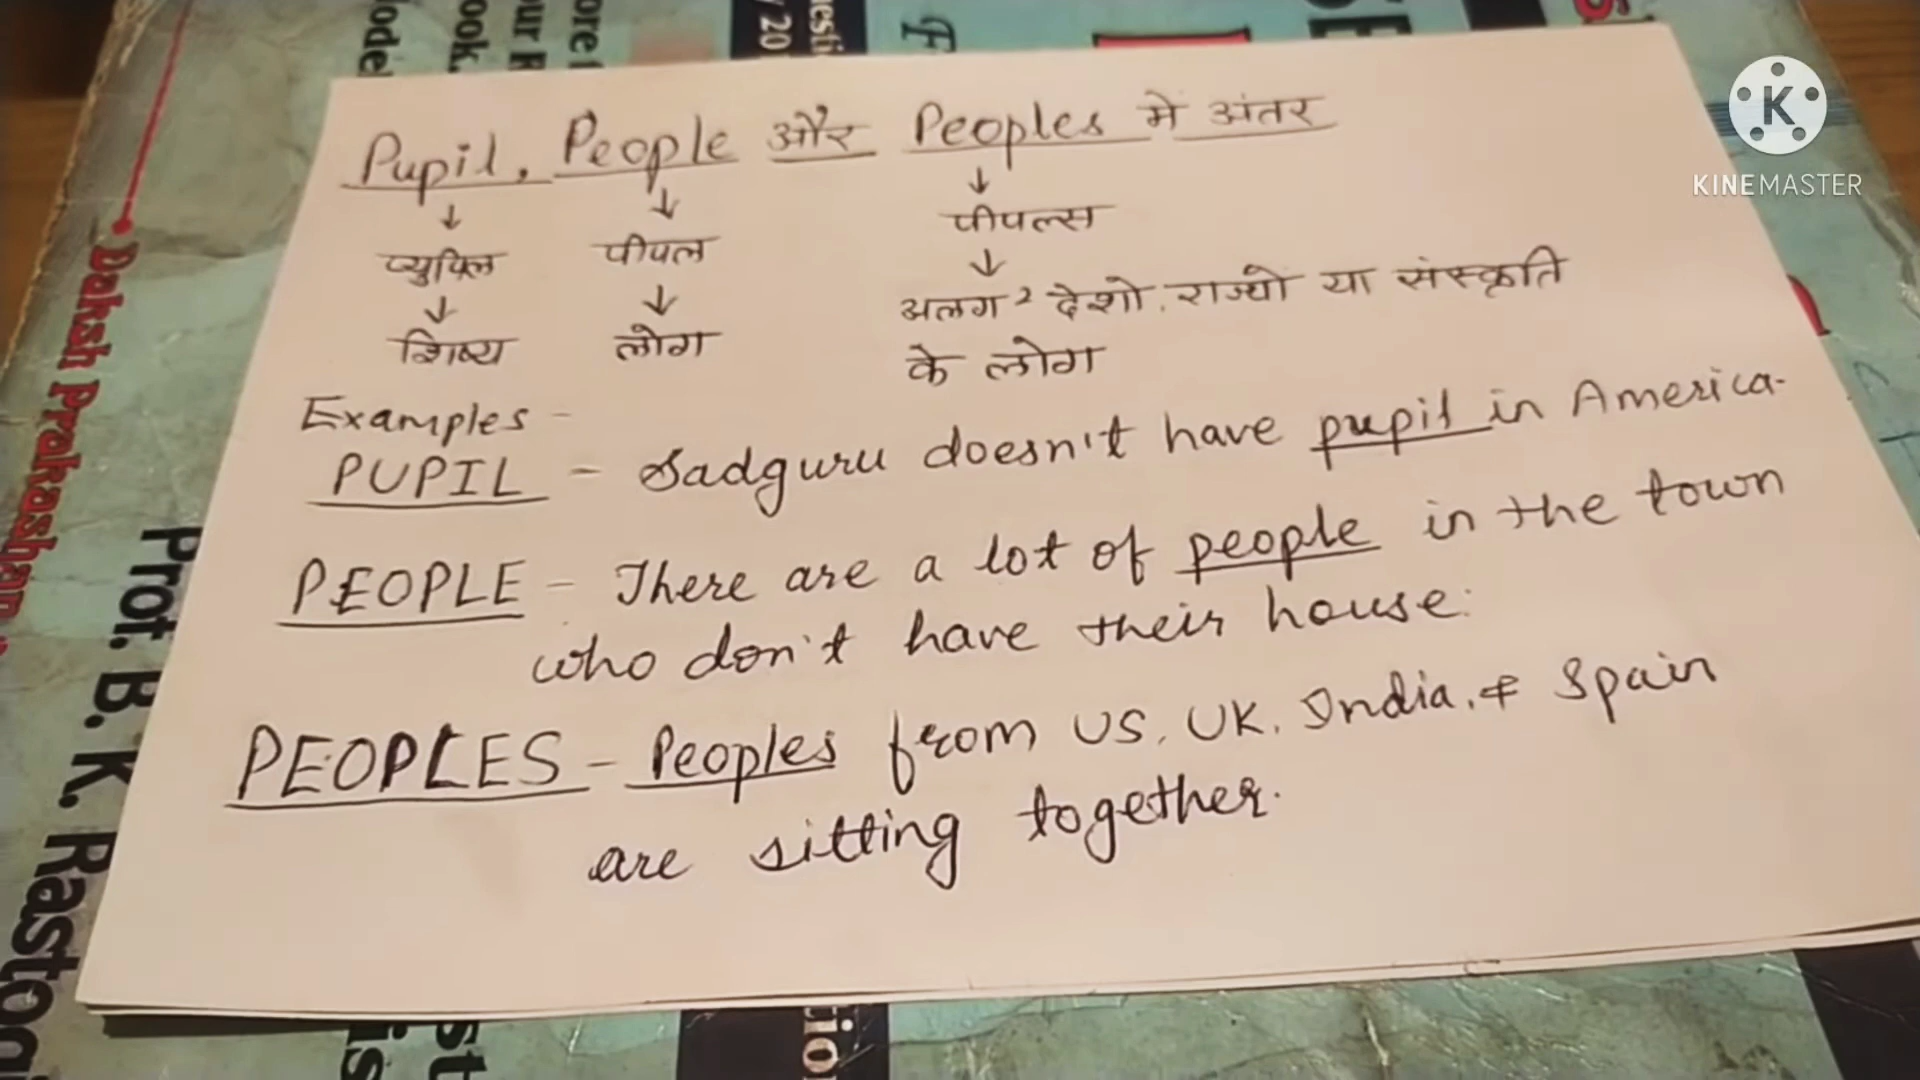 Pupil, People और Peoples में अंतर
प्युपिल पीपल पीपल्स
शिष्य लोग अलग२ देशो, राज्यो या संस्कृति
के लोग
Examples -
PUPIL - Sadguru doesn't have pupil in America.
PEOPLE - There are a lot of people in the town
who don't have their house.
PEOPLES - Peoples from US, UK, India, & Spain
are sitting together.
KINEMASTER
Daksh Prakashan
Prof. B. K. Rastogi